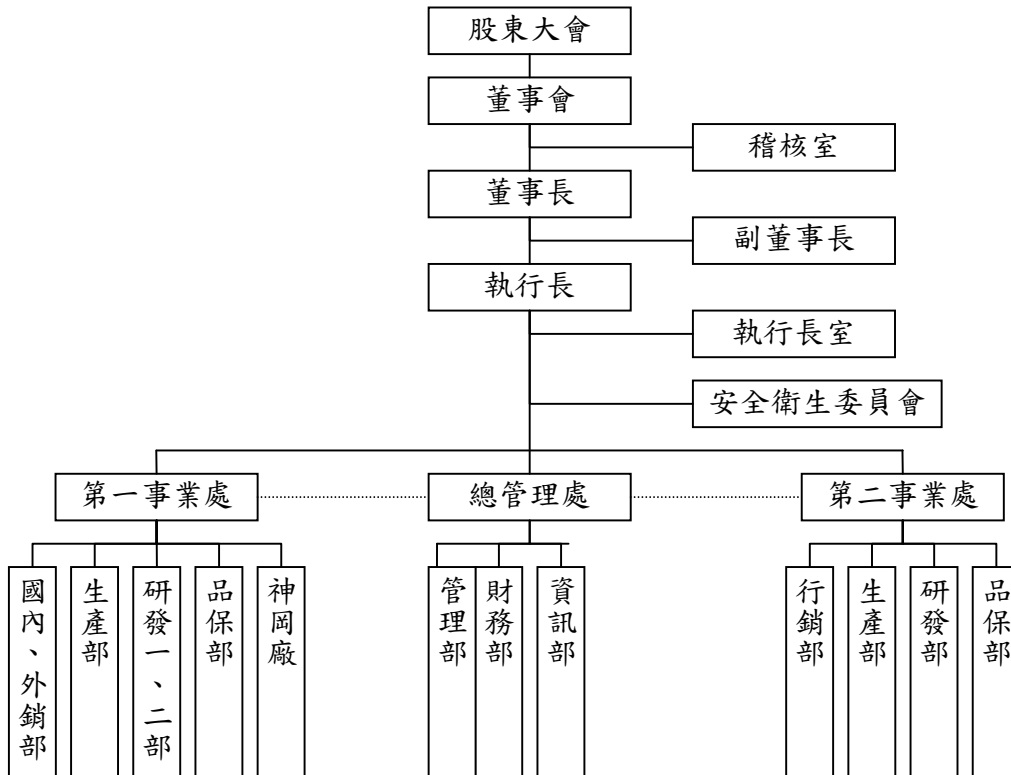 股東大會
董事會
稽核室
董事長
副董事長
執行長
執行長室
安全衛生委員會
第一事業處
總管理處
第二事業處
國內、外銷部
生產部
研發一、二部
品保部
神岡廠
管理部
財務部
資訊部
行銷部
生產部
研發部
品保部